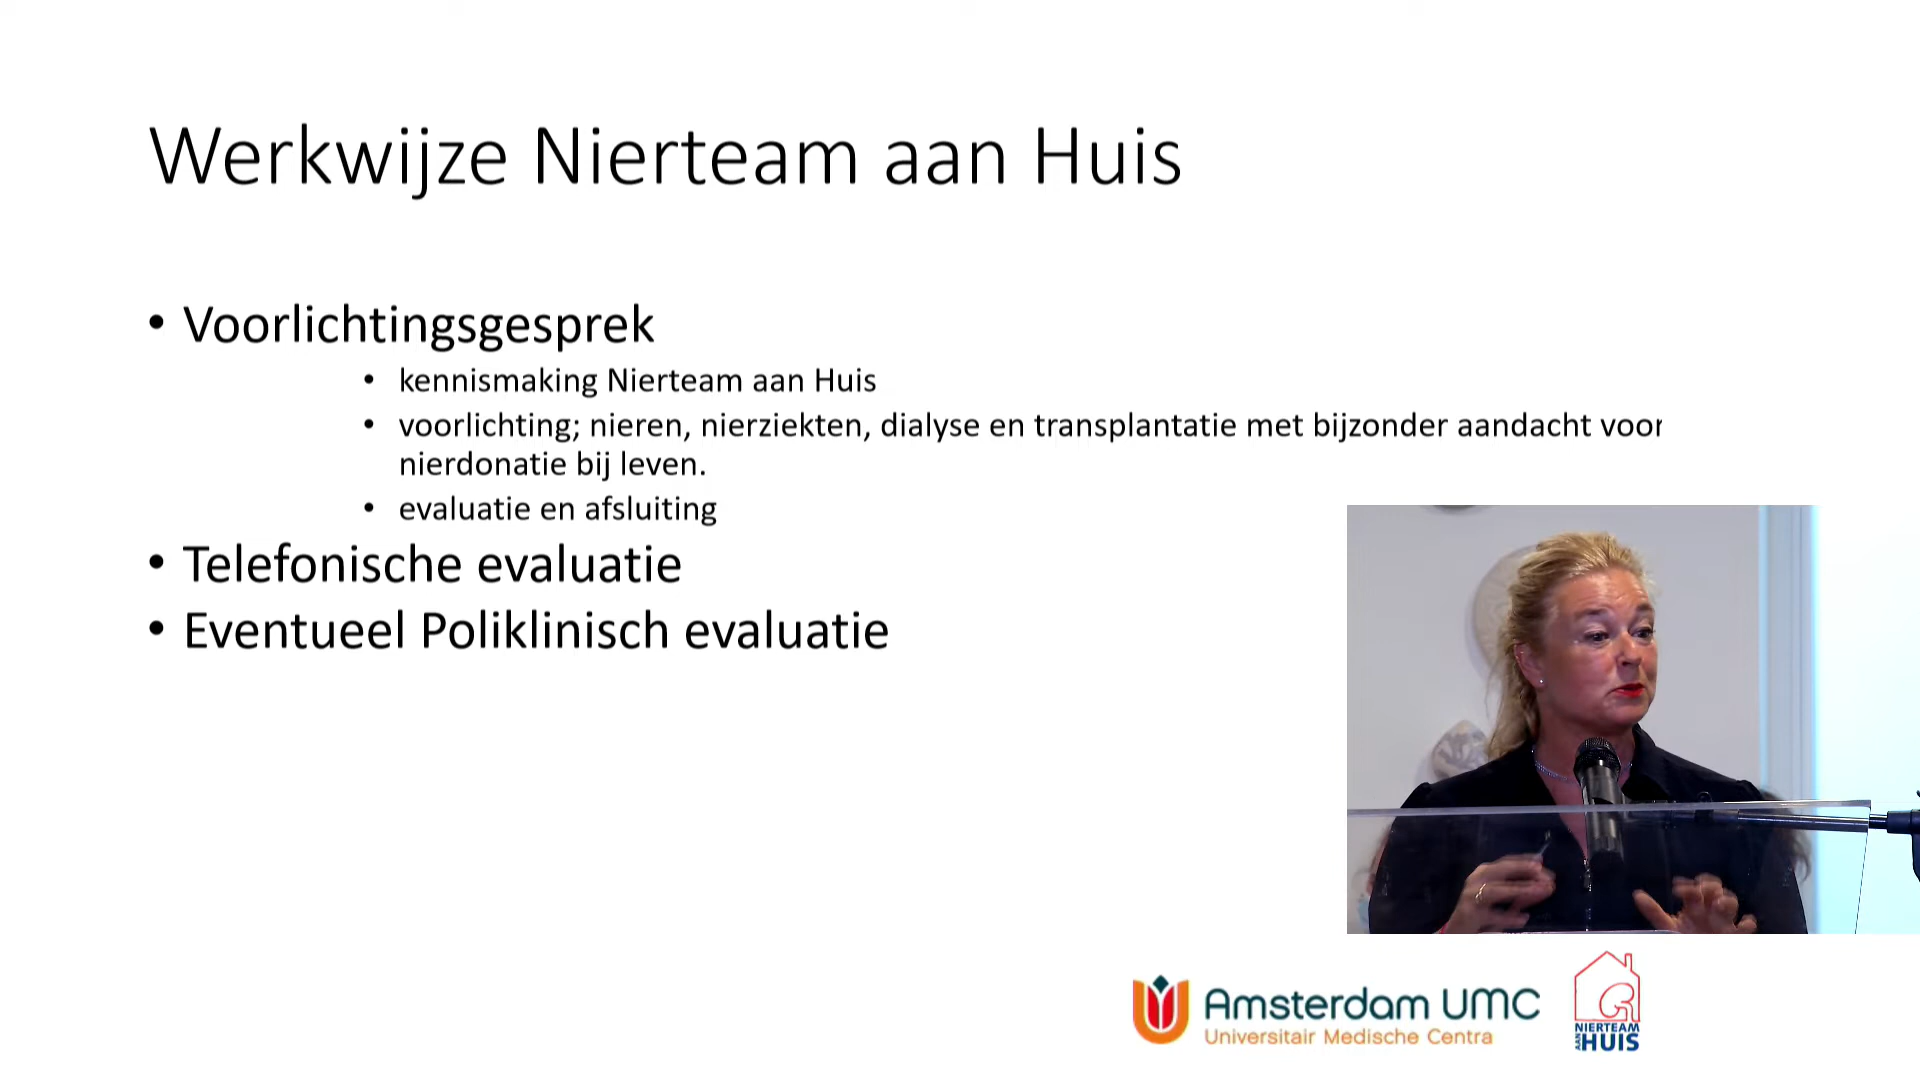 Werkwijze Nierteam aan Huis
• Voorlichtingsgesprek
• kennismaking Nierteam aan Huis
• voorlichting; nieren, nierziekten, dialyse en transplantatie met bijzonder aandacht voor
nierdonatie bij leven.
• evaluatie en afsluiting
• Telefonische evaluatie
• Eventueel Poliklinisch evaluatie
Amsterdam UMC
Universitair Medische Centra
NIERTEAM
AAN HUIS